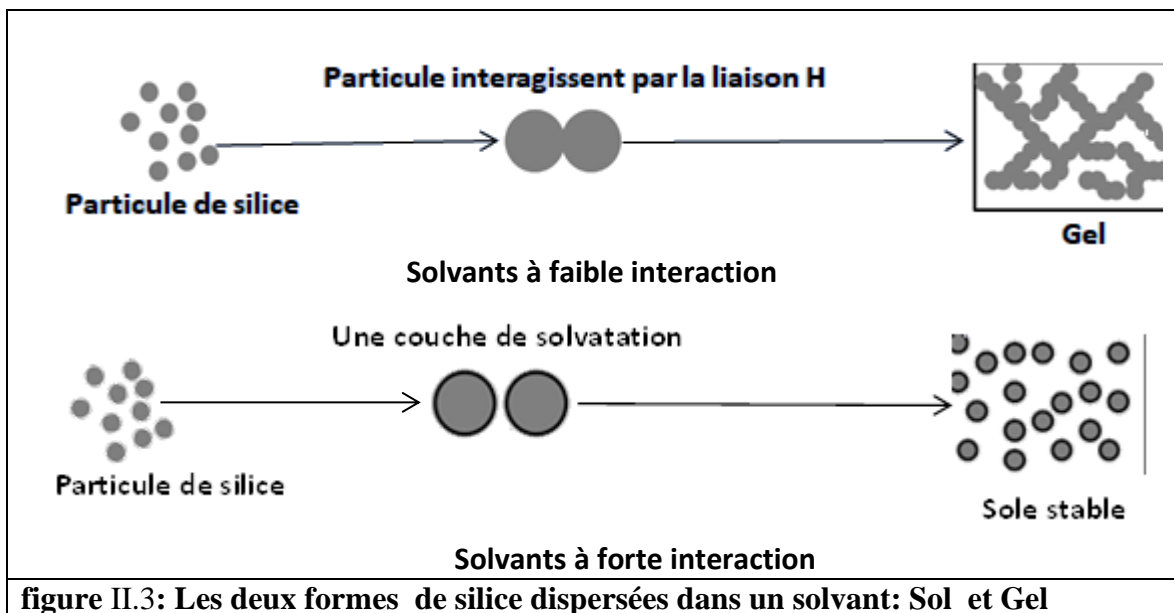 Particule interagissent par la liaison H
Particule de silice
Gel
Solvants à faible interaction
Une couche de solvatation
Particule de silice
Sole stable
Solvants à forte interaction
figure II.3: Les deux formes de silice dispersées dans un solvant: Sol et Gel